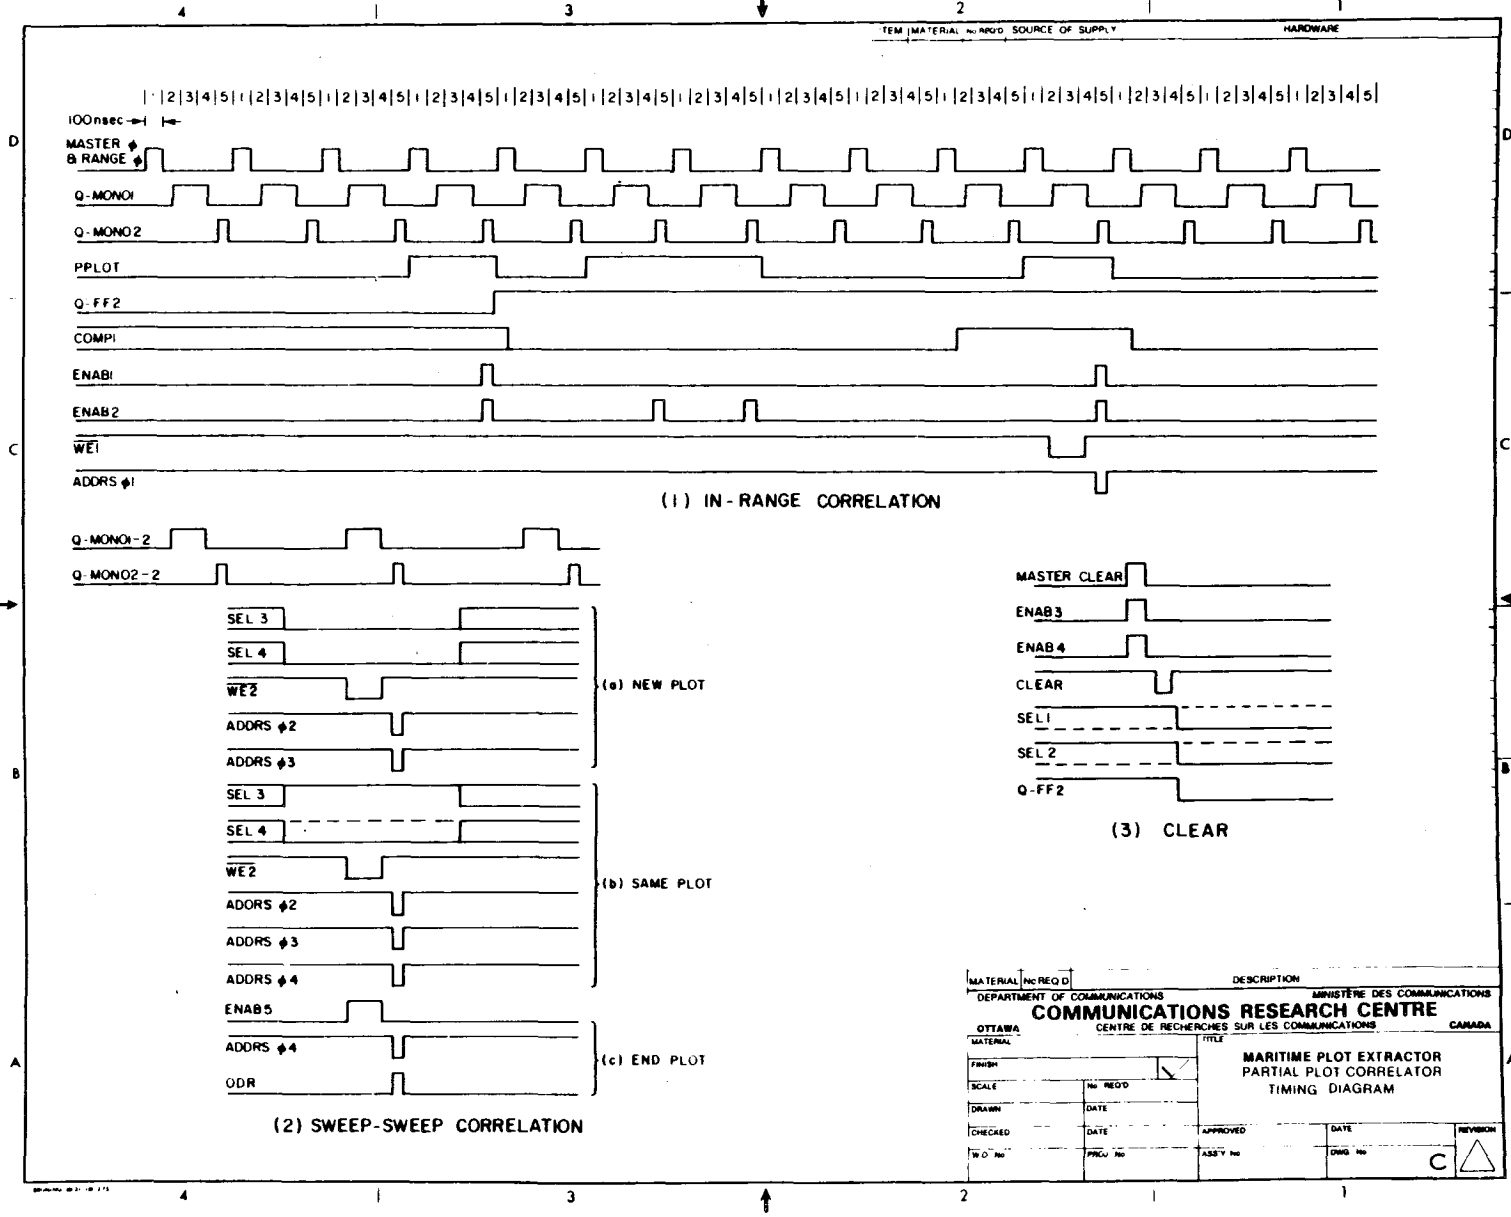 4 3 2 1
ITEM MATERIAL No REQ'D SOURCE OF SUPPLY HARDWARE
1 2 3 4 5 1 2 3 4 5 1 2 3 4 5 1 2 3 4 5 1 2 3 4 5 1 2 3 4 5 1 2 3 4 5 1 2 3 4 5 1 2 3 4 5 1 2 3 4 5 1 2 3 4 5 1 2 3 4 5 1 2 3 4 5 1 2 3 4 5
100nsec
D D
MASTER ϕ
& RANGE ϕ
Q-MONO1
Q-MONO2
PPLOT
Q-FF2
COMP1
ENAB1
ENAB2
C C
WE1
ADDRS ϕ1
(1) IN-RANGE CORRELATION
Q-MONO1-2
Q-MONO2-2
SEL 3
SEL 4
WE2
(a) NEW PLOT
ADDRS ϕ2
ADDRS ϕ3
SEL 3
SEL 4
WE2
(b) SAME PLOT
ADDRS ϕ2
ADDRS ϕ3
ADDRS ϕ4
ENAB5
ADDRS ϕ4
(c) END PLOT
ODR
(2) SWEEP-SWEEP CORRELATION
MASTER CLEAR
ENAB3
ENAB4
CLEAR
SEL1
SEL 2
Q-FF2
(3) CLEAR
B B
A A
MATERIAL No REQ D DESCRIPTION
DEPARTMENT OF COMMUNICATIONS MINISTÈRE DES COMMUNICATIONS
COMMUNICATIONS RESEARCH CENTRE
OTTAWA CENTRE DE RECHERCHES SUR LES COMMUNICATIONS CANADA
MATERIAL
FINISH
SCALE No REQ'D
DRAWN DATE
CHECKED DATE
W.O. No PROJ No
TITLE
MARITIME PLOT EXTRACTOR
PARTIAL PLOT CORRELATOR
TIMING DIAGRAM
APPROVED DATE REVISION
ASS'Y No DWG No C
4 3 2 1